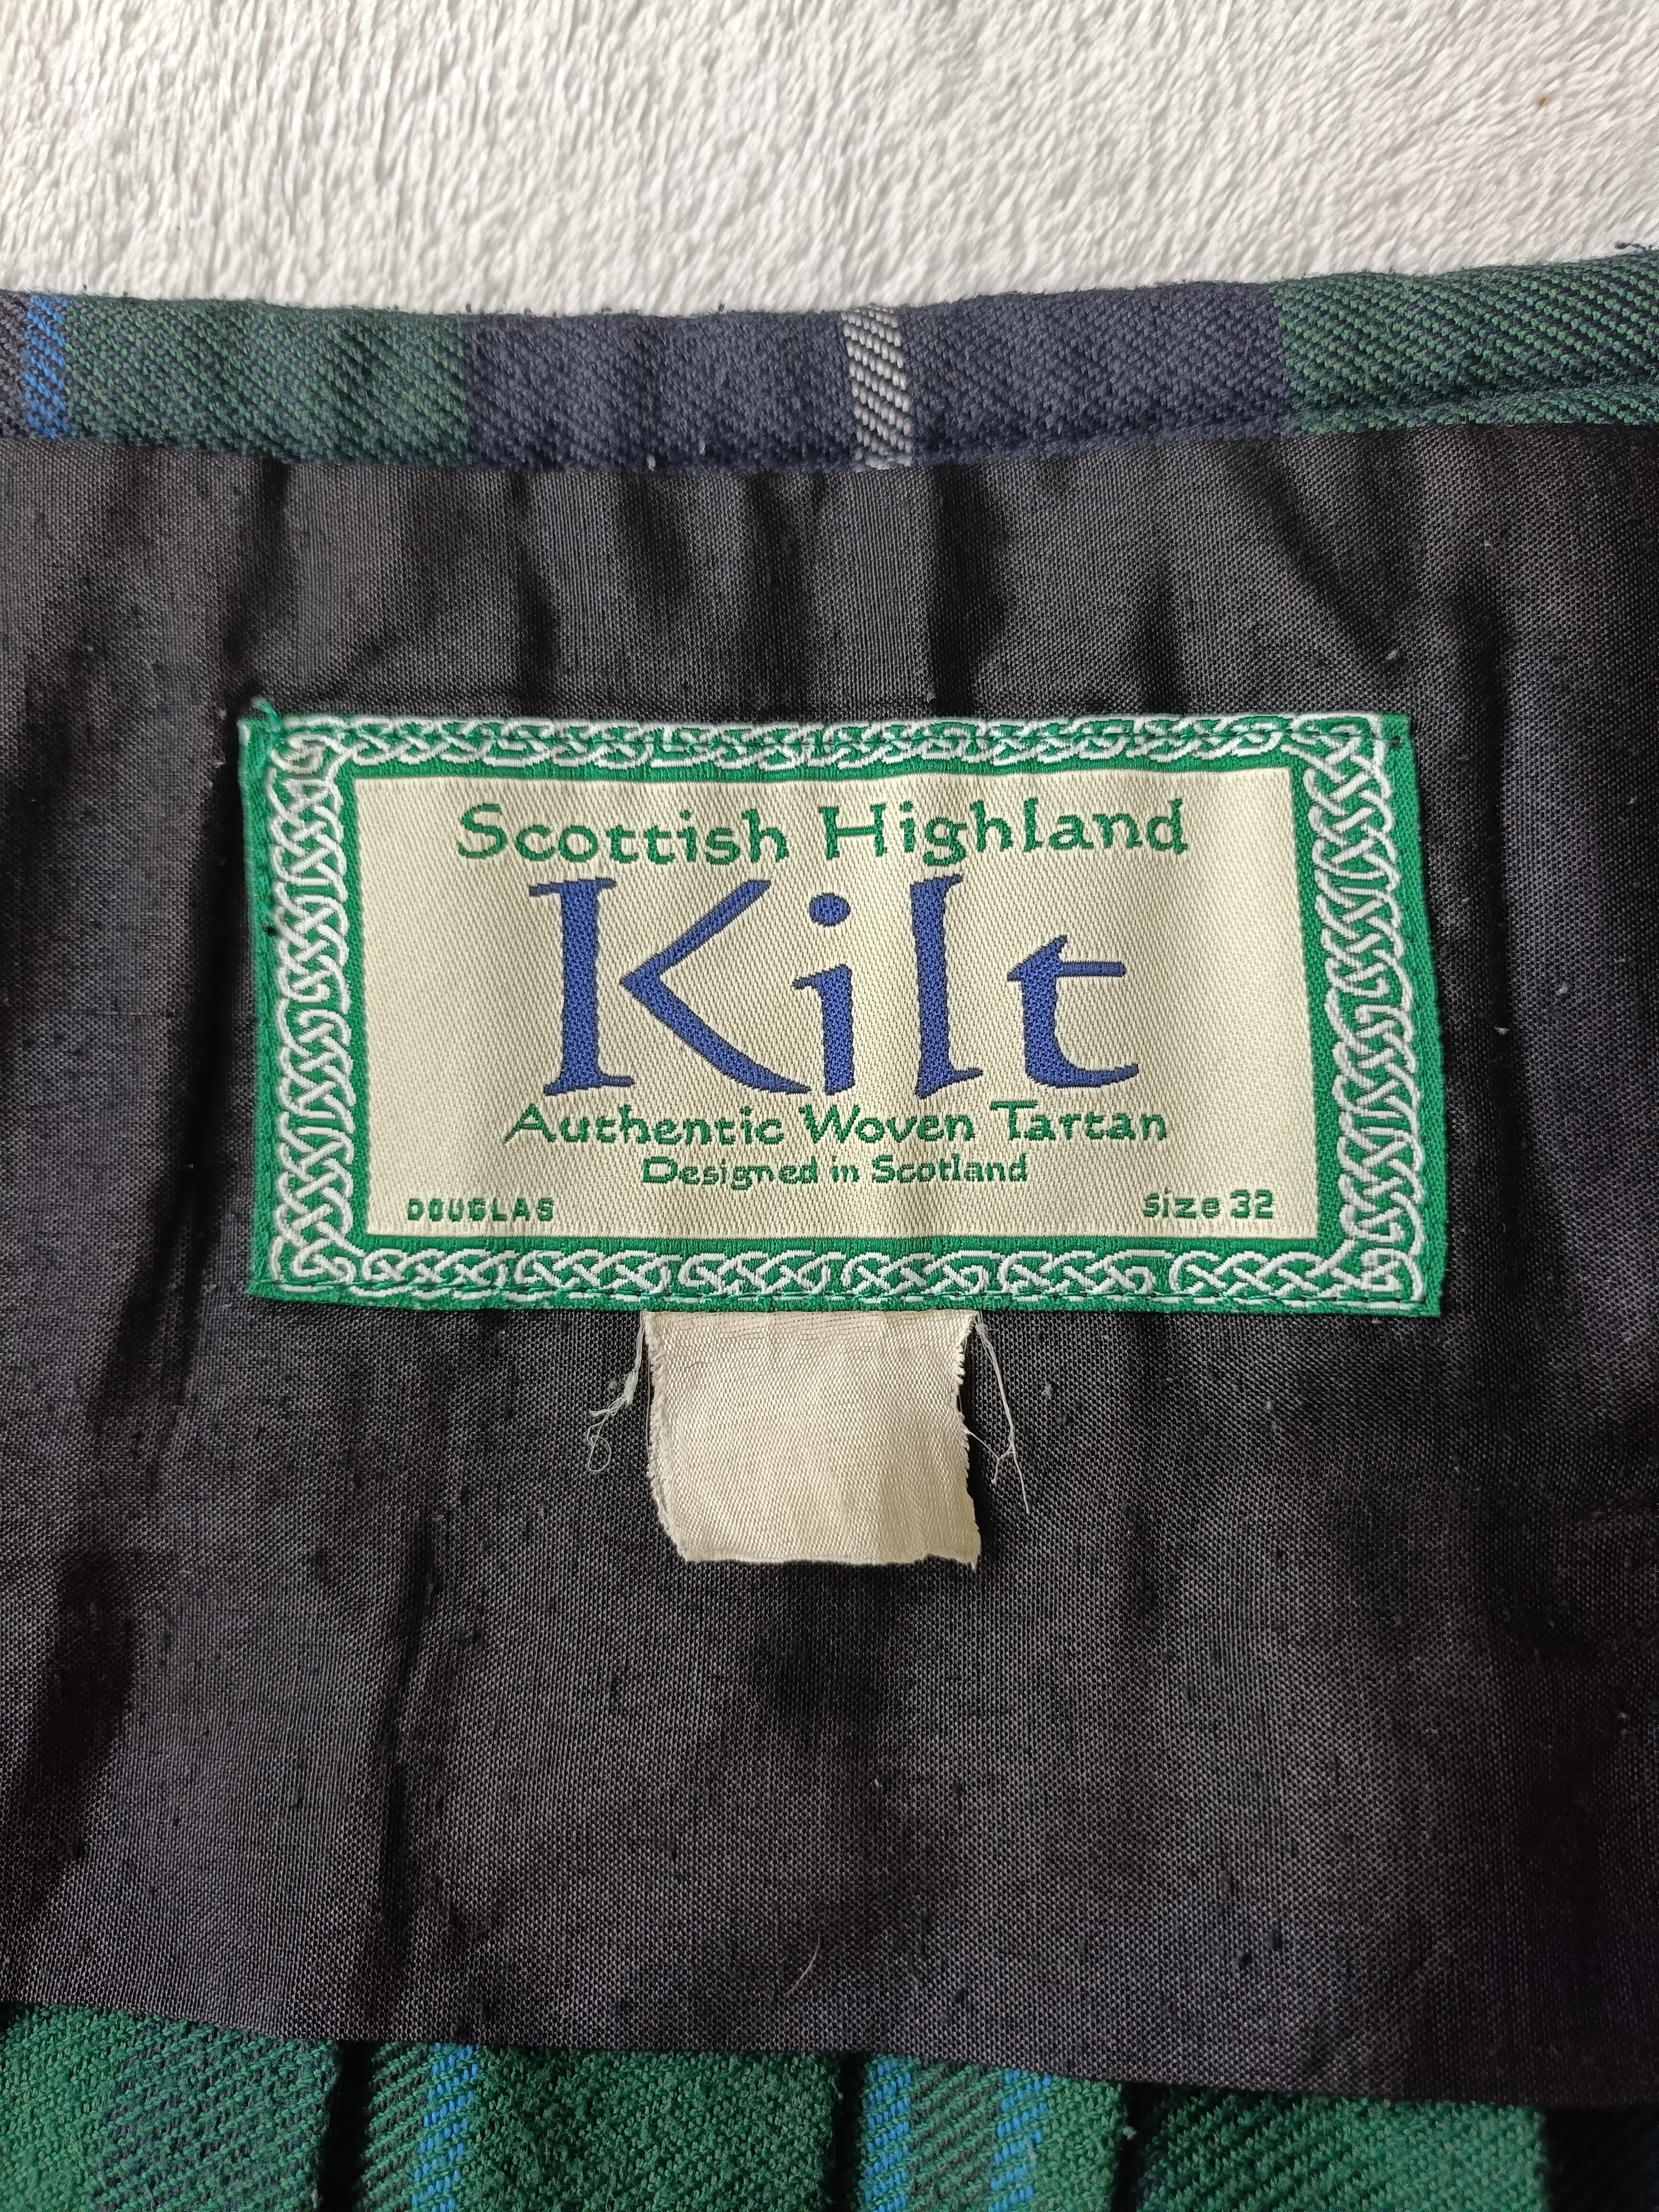 Scottish Highland
Kilt
Authentic Woven Tartan
Designed in Scotland
DOUGLAS
Size 32